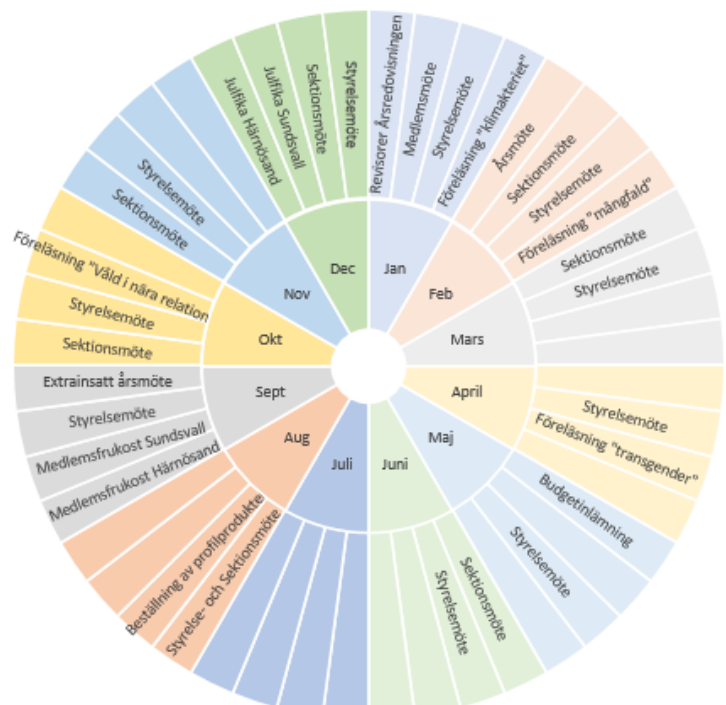 Jan
Revisorer Årsredovisningen
Medlemsmöte
Styrelsemöte
Föreläsning "klimakteriet"
Feb
Årsmöte
Sektionsmöte
Styrelsemöte
Föreläsning "mångfald"
Mars
Sektionsmöte
Styrelsemöte
April
Styrelsemöte
Föreläsning "transgender"
Maj
Budgetinlämning
Styrelsemöte
Juni
Sektionsmöte
Styrelsemöte
Juli
Aug
Styrelse- och Sektionsmöte
Beställning av profilprodukte
Sept
Medlemsfrukost Härnösand
Medlemsfrukost Sundsvall
Styrelsemöte
Extrainsatt årsmöte
Okt
Sektionsmöte
Styrelsemöte
Föreläsning "Våld i nära relation
Nov
Sektionsmöte
Styrelsemöte
Dec
Julfika Härnösand
Julfika Sundsvall
Sektionsmöte
Styrelsemöte